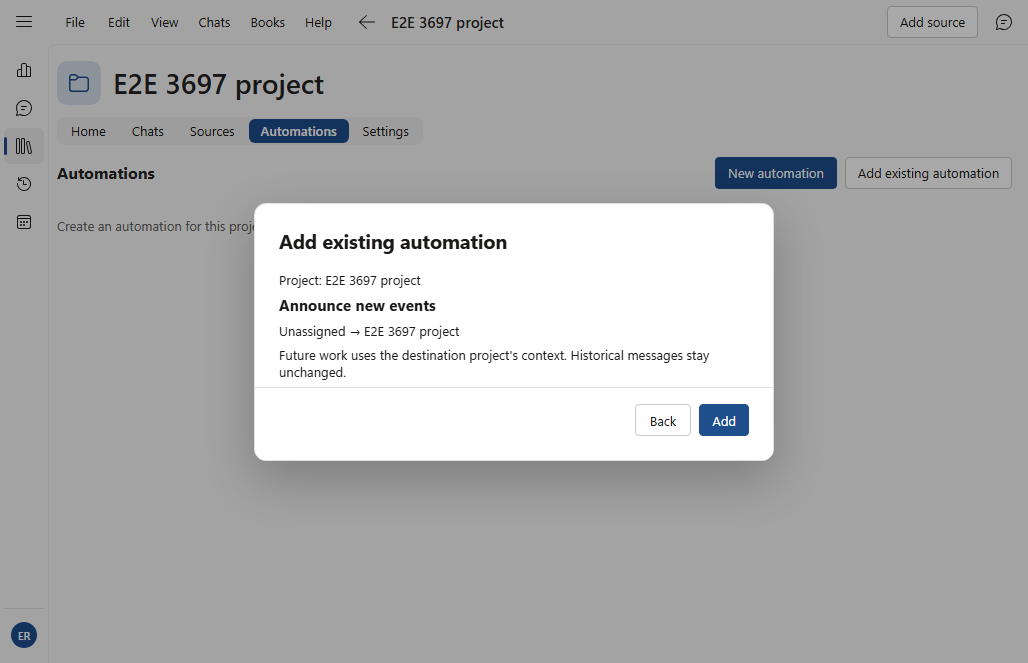 File Edit View Chats Books Help E2E 3697 project Add source
E2E 3697 project
Home Chats Sources Automations Settings
Automations New automation Add existing automation
Create an automation for this
Add existing automation
Project: E2E 3697 project
Announce new events
Unassigned → E2E 3697 project
Future work uses the destination project's context. Historical messages stay
unchanged.
Back Add
ER